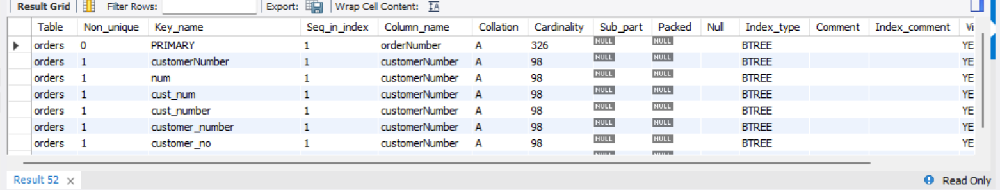 Result Grid Filter Rows: Export: Wrap Cell Content: IA
Table Non_unique Key_name Seq_in_index Column_name Collation Cardinality Sub_part Packed Null Index_type Comment Index_comment Vi
orders 0 PRIMARY 1 orderNumber A 326 NULL NULL BTREE YE
orders 1 customerNumber 1 customerNumber A 98 NULL NULL BTREE YE
orders 1 num 1 customerNumber A 98 NULL NULL BTREE YE
orders 1 cust_num 1 customerNumber A 98 NULL NULL BTREE YE
orders 1 cust_number 1 customerNumber A 98 NULL NULL BTREE YE
orders 1 customer_number 1 customerNumber A 98 NULL NULL BTREE YE
orders 1 customer_no 1 customerNumber A 98 NULL NULL BTREE YE
NULL NULL
Result 52 × Read Only